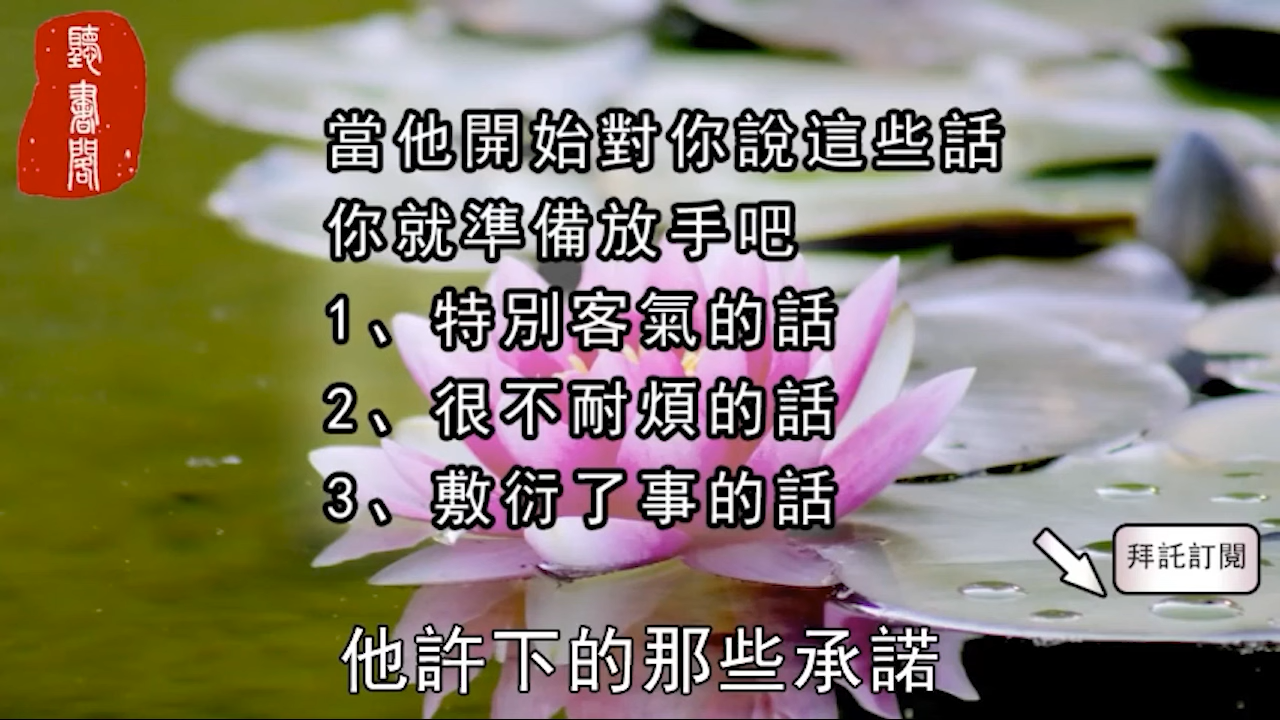 聽書閣
當他開始對你說這些話
你就準備放手吧
1、特別客氣的話
2、很不耐煩的話
3、敷衍了事的話
拜託訂閱
他許下的那些承諾